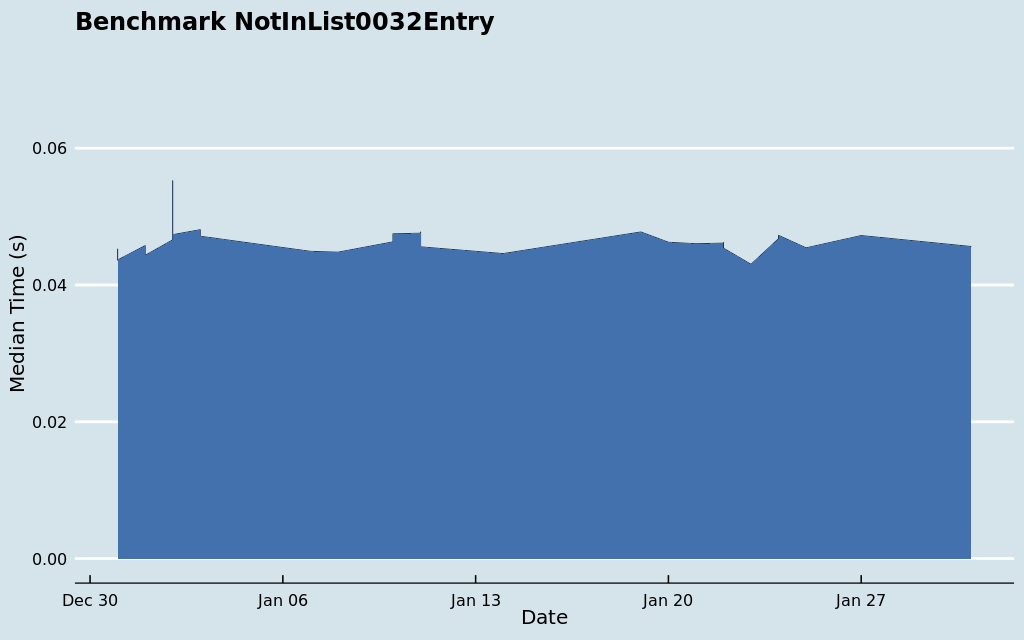 Benchmark NotInList0032Entry
Median Time (s)
0.06
0.04
0.02
0.00
Dec 30 Jan 06 Jan 13 Jan 20 Jan 27
Date